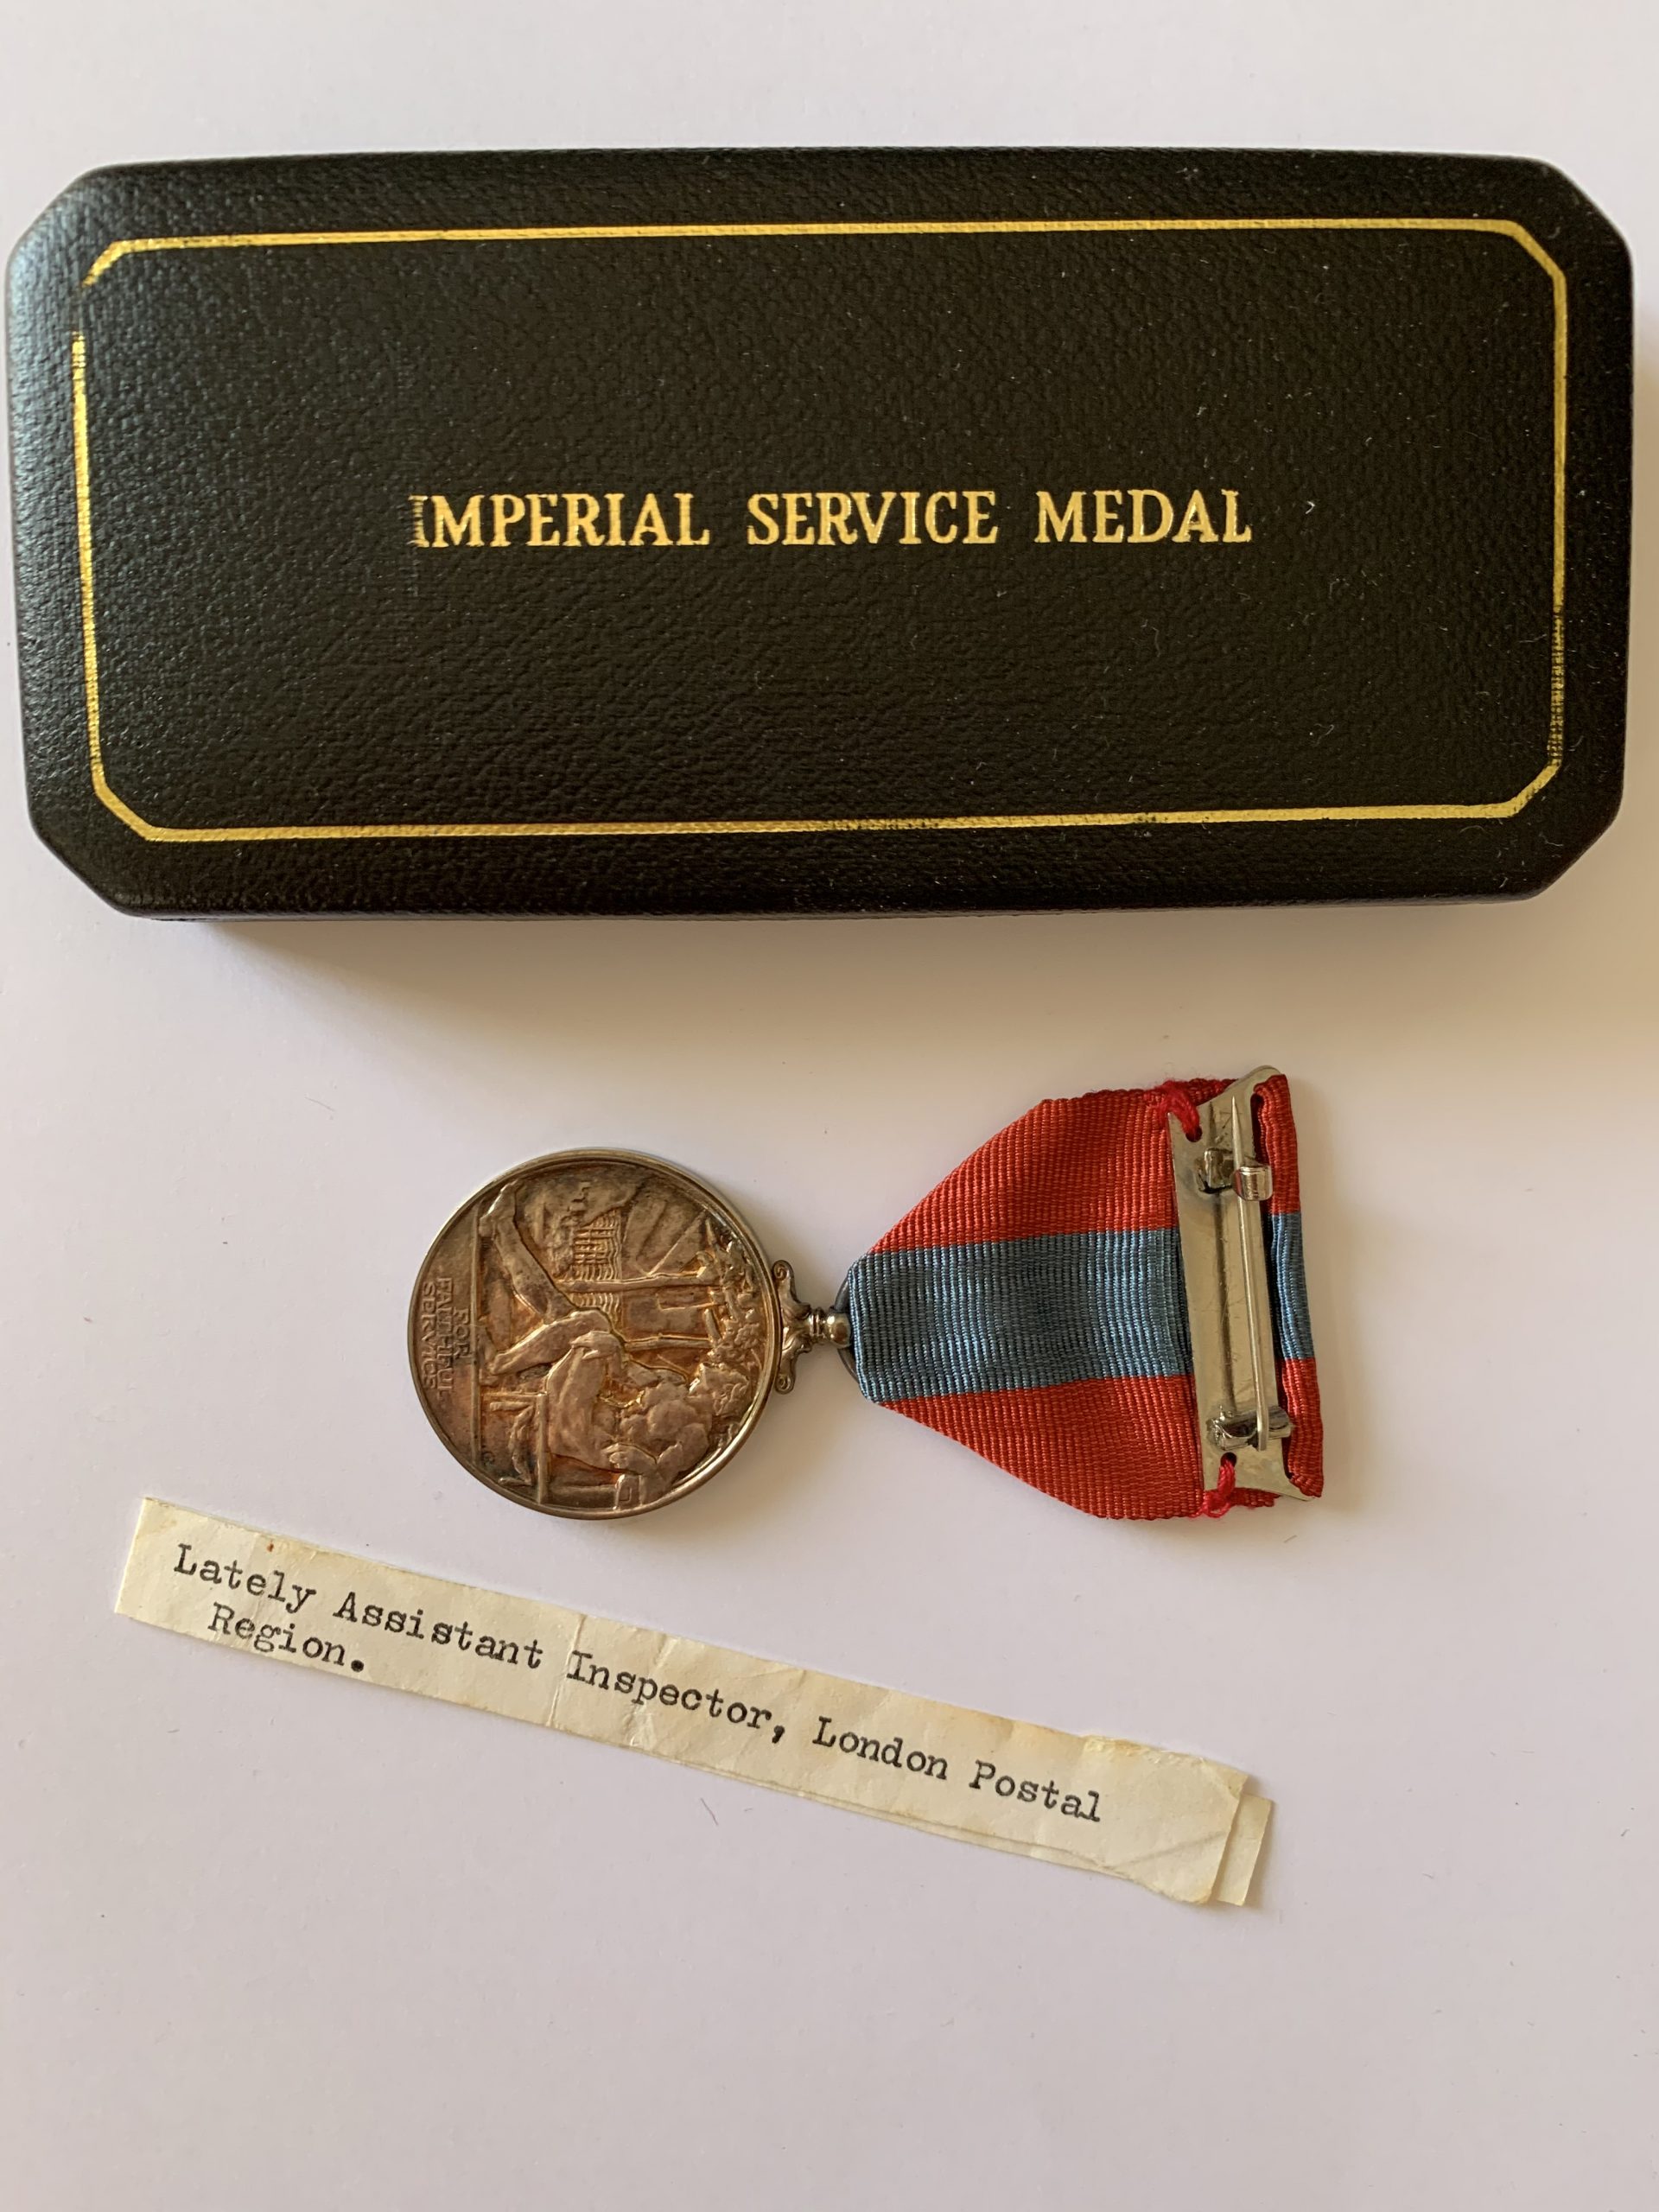 IMPERIAL SERVICE MEDAL
FOR
FAITHFUL
SERVICE
Lately Assistant Inspector, London Postal
Region.